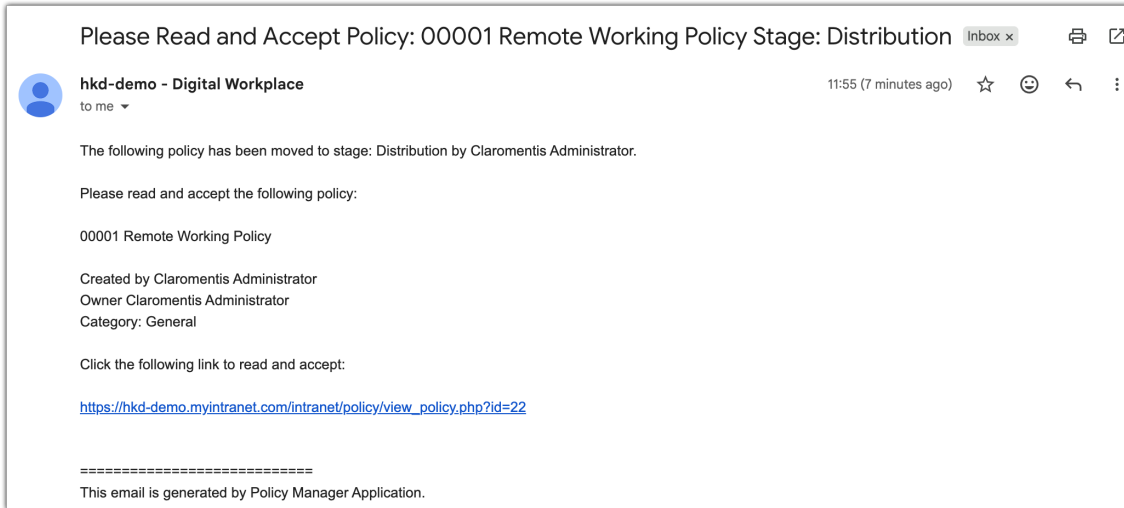 Please Read and Accept Policy: 00001 Remote Working Policy Stage: Distribution Inbox ×
hkd-demo - Digital Workplace 11:55 (7 minutes ago)
to me
The following policy has been moved to stage: Distribution by Claromentis Administrator.
Please read and accept the following policy:
00001 Remote Working Policy
Created by Claromentis Administrator
Owner Claromentis Administrator
Category: General
Click the following link to read and accept:
https://hkd-demo.myintranet.com/intranet/policy/view_policy.php?id=22
============================
This email is generated by Policy Manager Application.